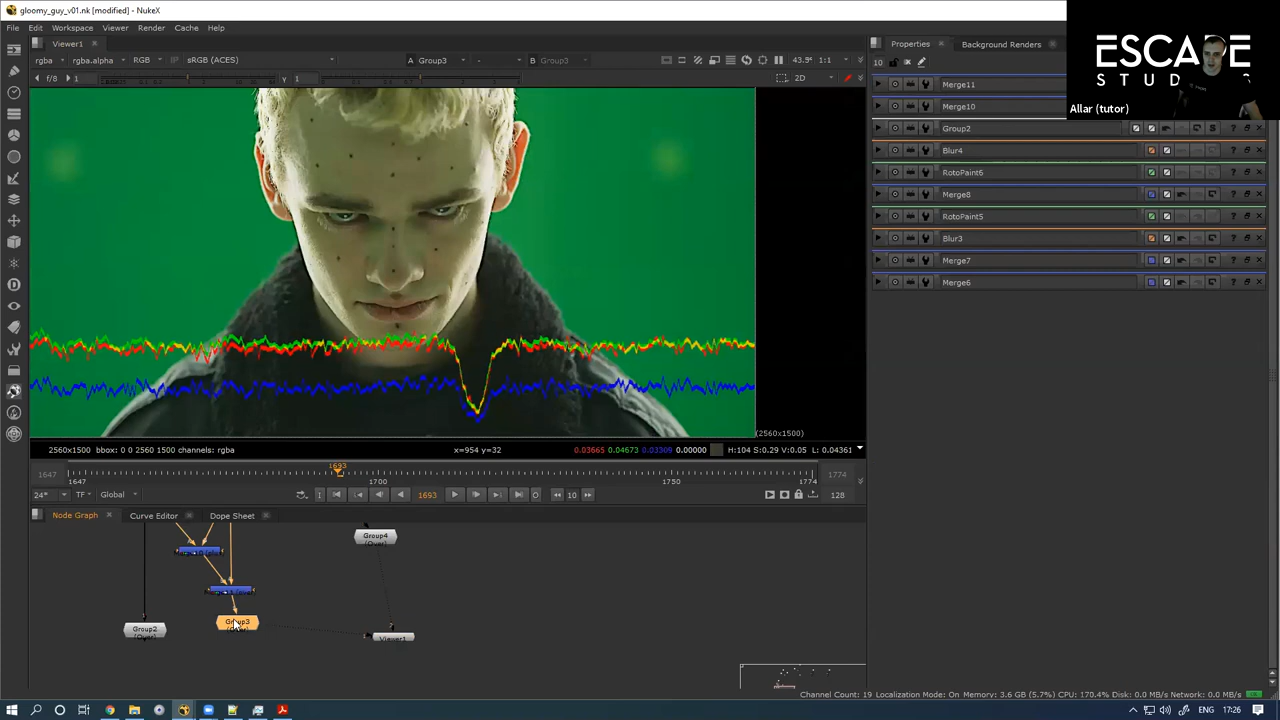 gloomy_guy_v01.nk [modified] - NukeX
File Edit Workspace Viewer Render Cache Help
Viewer1
rgba rgba.alpha RGB sRGB (ACES) A Group3 - B Group3 43.9% 1:1
f/8 1 Y 1 2D
(2560x1500)
2560x1500 bbox: 0 0 2560 1500 channels: rgba x=954 y=32 0.03665 0.04673 0.03309 0.00000 H:104 S:0.29 V:0.05 L: 0.04361
1693
1647 1647 1700 1750 1774 1774
24* TF Global 1693 10 128
Node Graph Curve Editor Dope Sheet
Group4
(Over)
Group3
(Over)
Group2
(Over)
Viewer1
Properties Background Renders
10
Merge11
Merge10
Group2
Blur4
RotoPaint6
Merge8
RotoPaint5
Blur3
Merge7
Merge6
ESCAPE
STUDIOS
Allar (tutor)
Channel Count: 19 Localization Mode: On Memory: 3.6 GB (5.7%) CPU: 170.4% Disk: 0.0 MB/s Network: 0.0 MB/s
ENG 17:26